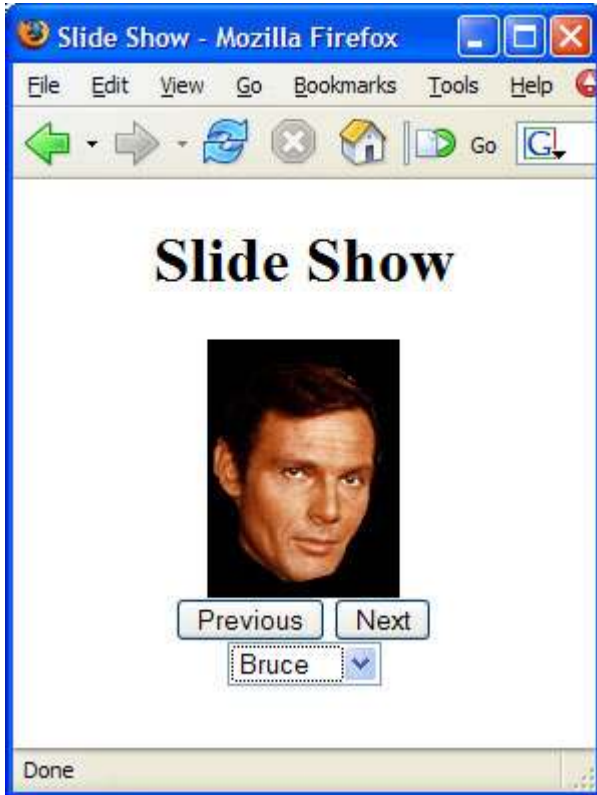 Slide Show - Mozilla Firefox
File Edit View Go Bookmarks Tools Help
Go G
Slide Show
Previous Next
Bruce
Done